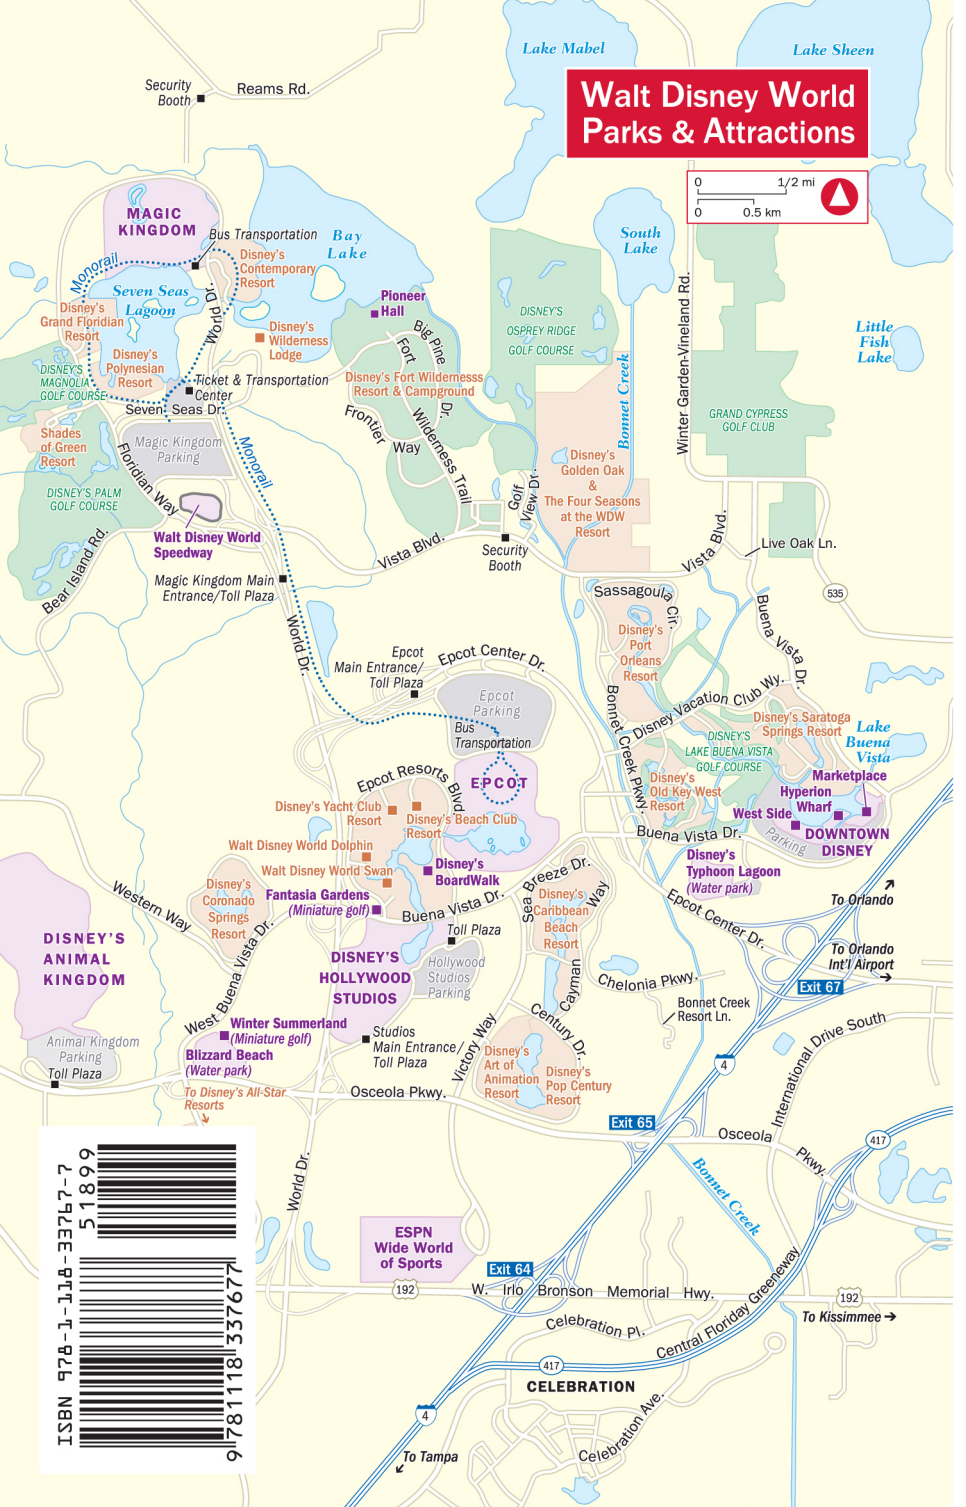 Lake Mabel
Lake Sheen
Walt Disney World
Parks & Attractions
0
1/2 mi
0
0.5 km
Security
Booth
Reams Rd.
MAGIC
KINGDOM
Bus Transportation
Bay
Lake
South
Lake
Monorail
Disney's
Contemporary
Resort
Seven Seas
Lagoon
World Dr.
Pioneer
Hall
Disney's
Grand Floridian
Resort
Disney's
Wilderness
Lodge
Big Pine
Dr.
Fort
Wilderness Trail
DISNEY'S
OSPREY RIDGE
GOLF COURSE
Bonnet Creek
Winter Garden-Vineland Rd.
Little
Fish
Lake
Disney's
Polynesian
Resort
DISNEY'S
MAGNOLIA
GOLF COURSE
Ticket & Transportation
Center
Seven Seas Dr.
Disney's Fort Wildernesss
Resort & Campground
Frontier
Way
GRAND CYPRESS
GOLF CLUB
Shades
of Green
Resort
Magic Kingdom
Parking
Monorail
Floridian Way
DISNEY'S PALM
GOLF COURSE
Disney's
Golden Oak
&
The Four Seasons
at the WDW
Resort
Golf
View Dr.
Walt Disney World
Speedway
Bear Island Rd.
Vista Blvd.
Security
Booth
Vista Blvd.
Live Oak Ln.
Magic Kingdom Main
Entrance/Toll Plaza
535
World Dr.
Sassagoula
Cir.
Disney's
Port
Orleans
Resort
Buena Vista Dr.
Epcot
Main Entrance/
Toll Plaza
Epcot Center Dr.
Epcot
Parking
Bus
Transportation
Bonnet Creek Pkwy.
Disney Vacation Club Wy.
Disney's Saratoga
Springs Resort
Lake
Buena
Vista
DISNEY'S
LAKE BUENA VISTA
GOLF COURSE
Epcot Resorts
Blvd.
EPCOT
Disney's
Old Key West
Resort
Marketplace
Hyperion
Wharf
West Side
DOWNTOWN
DISNEY
Parking
Disney's Yacht Club
Resort
Disney's Beach Club
Resort
Walt Disney World Dolphin
Walt Disney World Swan
Disney's
BoardWalk
Buena Vista Dr.
Disney's
Typhoon Lagoon
(Water park)
Fantasia Gardens
(Miniature golf)
Buena Vista Dr.
Sea Breeze Dr.
Disney's
Caribbean
Beach
Resort
Cayman
Way
Epcot Center Dr.
To Orlando
Western Way
Disney's
Coronado
Springs
Resort
Toll Plaza
DISNEY'S
ANIMAL
KINGDOM
DISNEY'S
HOLLYWOOD
STUDIOS
Hollywood
Studios
Parking
To Orlando
Int'l Airport
Exit 67
Chelonia Pkwy.
Bonnet Creek
Resort Ln.
West Buena Vista Dr.
Winter Summerland
(Miniature golf)
Blizzard Beach
(Water park)
Animal Kingdom
Parking
Toll Plaza
Studios
Main Entrance/
Toll Plaza
Victory Way
Century Dr.
Disney's
Art of
Animation
Resort
Disney's
Pop Century
Resort
International Drive South
4
To Disney's All-Star
Resorts
Osceola Pkwy.
Exit 65
Osceola
Pkwy.
417
Bonnet Creek
World Dr.
ESPN
Wide World
of Sports
Exit 64
192
W. Irlo Bronson Memorial Hwy.
192
To Kissimmee
Celebration Pl.
Central Floriday Greeneway
417
CELEBRATION
4
Celebration Ave.
To Tampa
ISBN 978-1-118-33767-7
51899
9 781118 337677